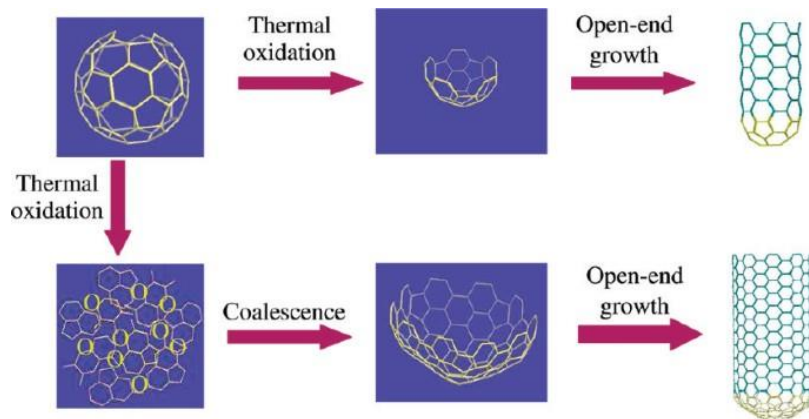 Thermal
oxidation
Open-end
growth
Thermal
oxidation
O O O O O O O O O
Coalescence
Open-end
growth